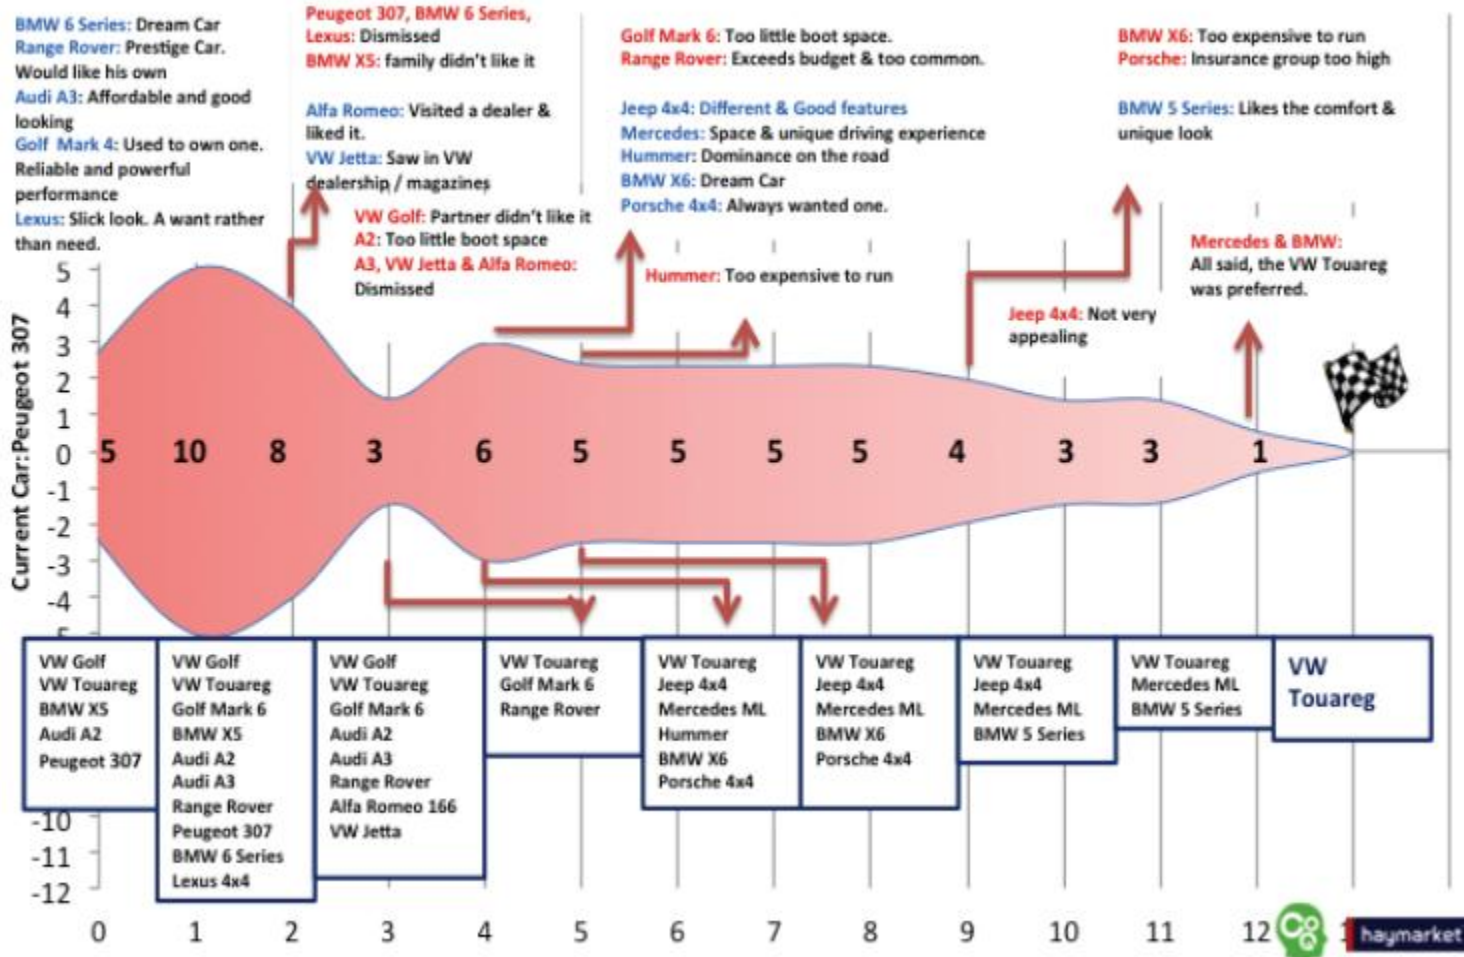 BMW 6 Series: Dream Car
Range Rover: Prestige Car.
Would like his own
Audi A3: Affordable and good
looking
Golf Mark 4: Used to own one.
Reliable and powerful
performance
Lexus: Slick look. A want rather
than need.
Peugeot 307, BMW 6 Series,
Lexus: Dismissed
BMW X5: family didn't like it
Alfa Romeo: Visited a dealer &
liked it.
VW Jetta: Saw in VW
dealership / magazines
VW Golf: Partner didn't like it
A2: Too little boot space
A3, VW Jetta & Alfa Romeo:
Dismissed
Golf Mark 6: Too little boot space.
Range Rover: Exceeds budget & too common.
Jeep 4x4: Different & Good features
Mercedes: Space & unique driving experience
Hummer: Dominance on the road
BMW X6: Dream Car
Porsche 4x4: Always wanted one.
Hummer: Too expensive to run
BMW X6: Too expensive to run
Porsche: Insurance group too high
BMW 5 Series: Likes the comfort &
unique look
Jeep 4x4: Not very
appealing
Mercedes & BMW:
All said, the VW Touareg
was preferred.
Current Car:Peugeot 307
5
4
3
2
1
0
-1
-2
-3
-4
-10
-11
-12
5 10 8 3 6 5 5 5 5 4 3 3 1
VW Golf
VW Touareg
BMW X5
Audi A2
Peugeot 307
VW Golf
VW Touareg
Golf Mark 6
BMW X5
Audi A2
Audi A3
Range Rover
Peugeot 307
BMW 6 Series
Lexus 4x4
VW Golf
VW Touareg
Golf Mark 6
Audi A2
Audi A3
Range Rover
Alfa Romeo 166
VW Jetta
VW Touareg
Golf Mark 6
Range Rover
VW Touareg
Jeep 4x4
Mercedes ML
Hummer
BMW X6
Porsche 4x4
VW Touareg
Jeep 4x4
Mercedes ML
BMW X6
Porsche 4x4
VW Touareg
Jeep 4x4
Mercedes ML
BMW 5 Series
VW Touareg
Mercedes ML
BMW 5 Series
VW
Touareg
0 1 2 3 4 5 6 7 8 9 10 11 12
haymarket